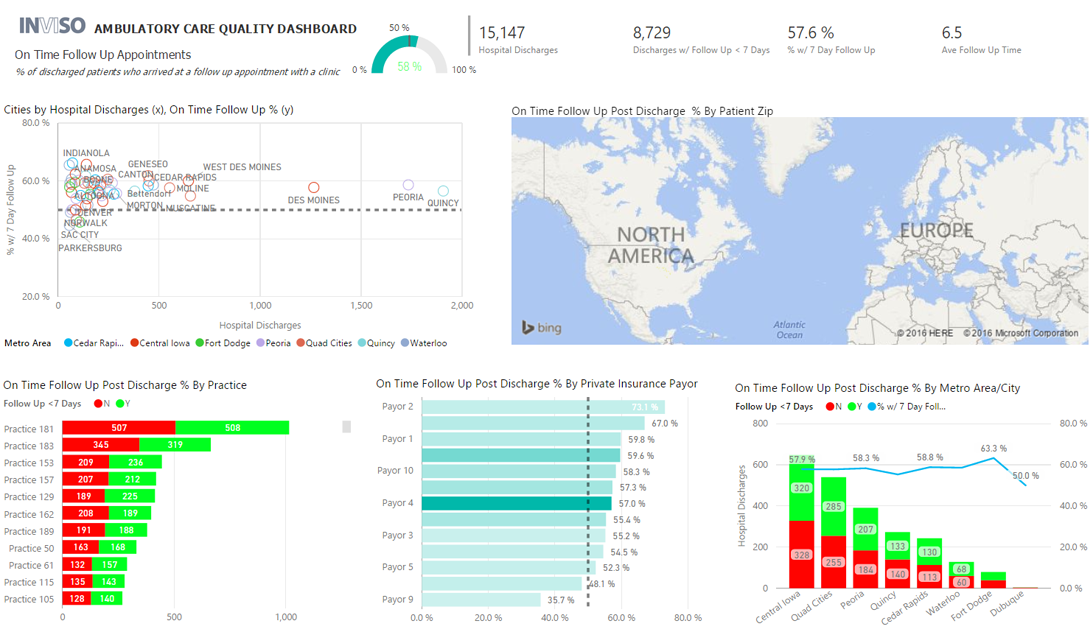 INVISO AMBULATORY CARE QUALITY DASHBOARD
On Time Follow Up Appointments
% of discharged patients who arrived at a follow up appointment with a clinic
50 %
0 %
58 %
100 %
15,147
Hospital Discharges
8,729
Discharges w/ Follow Up < 7 Days
57.6 %
% w/ 7 Day Follow Up
6.5
Ave Follow Up Time
Cities by Hospital Discharges (x), On Time Follow Up % (y)
80.0 %
60.0 %
40.0 %
20.0 %
% w/ 7 Day Follow Up
INDIANOLA
ANAMOSA
GENESEO
CANTON
CEDAR RAPIDS
WEST DES MOINES
MOLINE
ALTOONA
Bettendorf
MORTON
MUSCATINE
DES MOINES
PEORIA
QUINCY
DENVER
NORWALK
SAC CITY
PARKERSBURG
0
500
1,000
1,500
2,000
Hospital Discharges
Metro Area
Cedar Rapi...
Central Iowa
Fort Dodge
Peoria
Quad Cities
Quincy
Waterloo
On Time Follow Up Post Discharge % By Patient Zip
NORTH
AMERICA
EUROPE
Atlantic
Ocean
bing
© 2016 HERE © 2016 Microsoft Corporation
On Time Follow Up Post Discharge % By Practice
Follow Up <7 Days N Y
Practice 181 507 508
Practice 183 345 319
Practice 153 209 236
Practice 157 207 212
Practice 129 189 225
Practice 162 208 189
Practice 189 191 188
Practice 50 163 168
Practice 61 132 157
Practice 115 135 143
Practice 105 128 140
0 500 1,000
On Time Follow Up Post Discharge % By Private Insurance Payor
Payor 2 73.1 %
67.0 %
Payor 1 59.8 %
59.6 %
Payor 10 58.3 %
57.3 %
Payor 4 57.0 %
55.4 %
Payor 3 55.2 %
54.5 %
Payor 5 52.3 %
48.1 %
Payor 9 35.7 %
0.0 % 20.0 % 40.0 % 60.0 % 80.0 %
On Time Follow Up Post Discharge % By Metro Area/City
Follow Up <7 Days N Y % w/ 7 Day Foll...
800
600
400
200
0
Hospital Discharges
57.9 %
58.3 %
58.8 %
63.3 %
50.0 %
320
285
207
133
130
68
328
255
184
140
113
60
80.0 %
60.0 %
40.0 %
20.0 %
0.0 %
Central Iowa
Quad Cities
Peoria
Quincy
Cedar Rapids
Waterloo
Fort Dodge
Dubuque